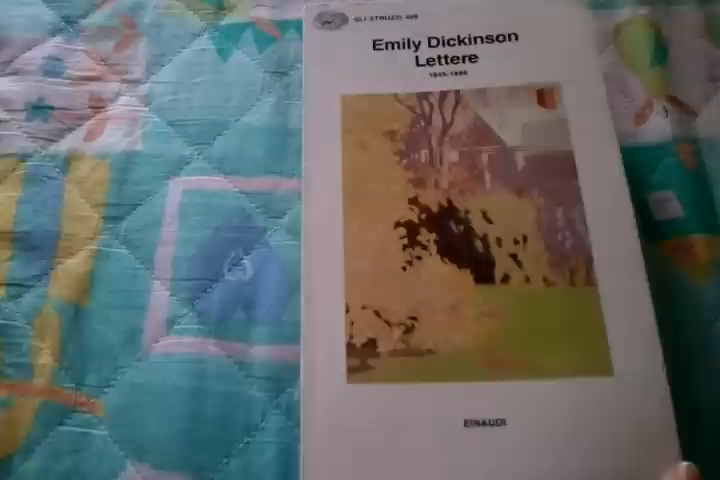 GLI STRUZZI 409
Emily Dickinson
Lettere
1845-1886
EINAUDI